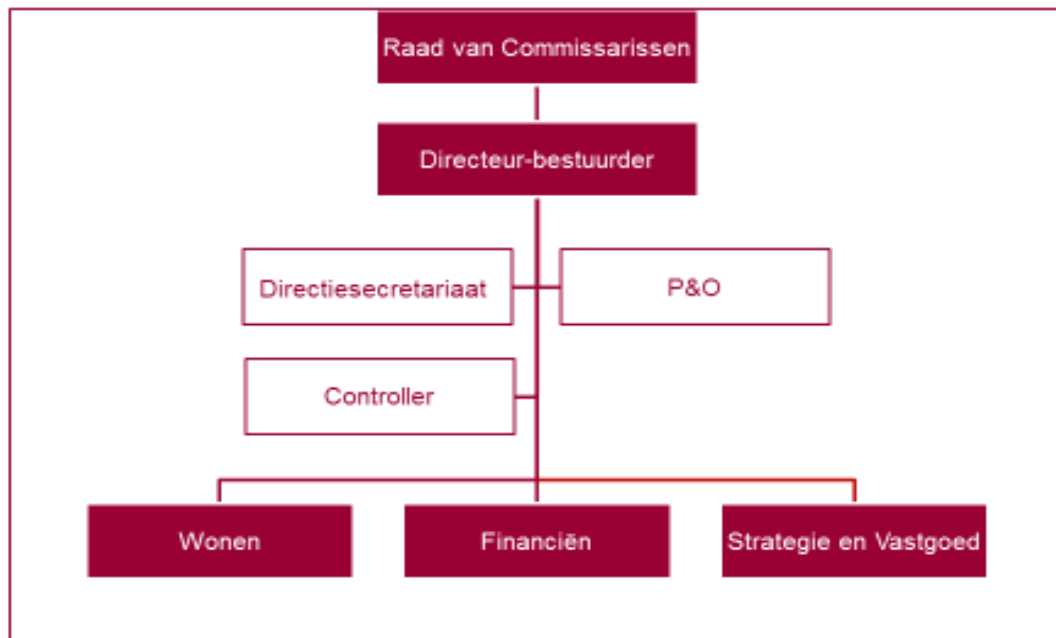 Raad van Commissarissen
Directeur-bestuurder
Directiesecretariaat
P&O
Controller
Wonen
Financiën
Strategie en Vastgoed